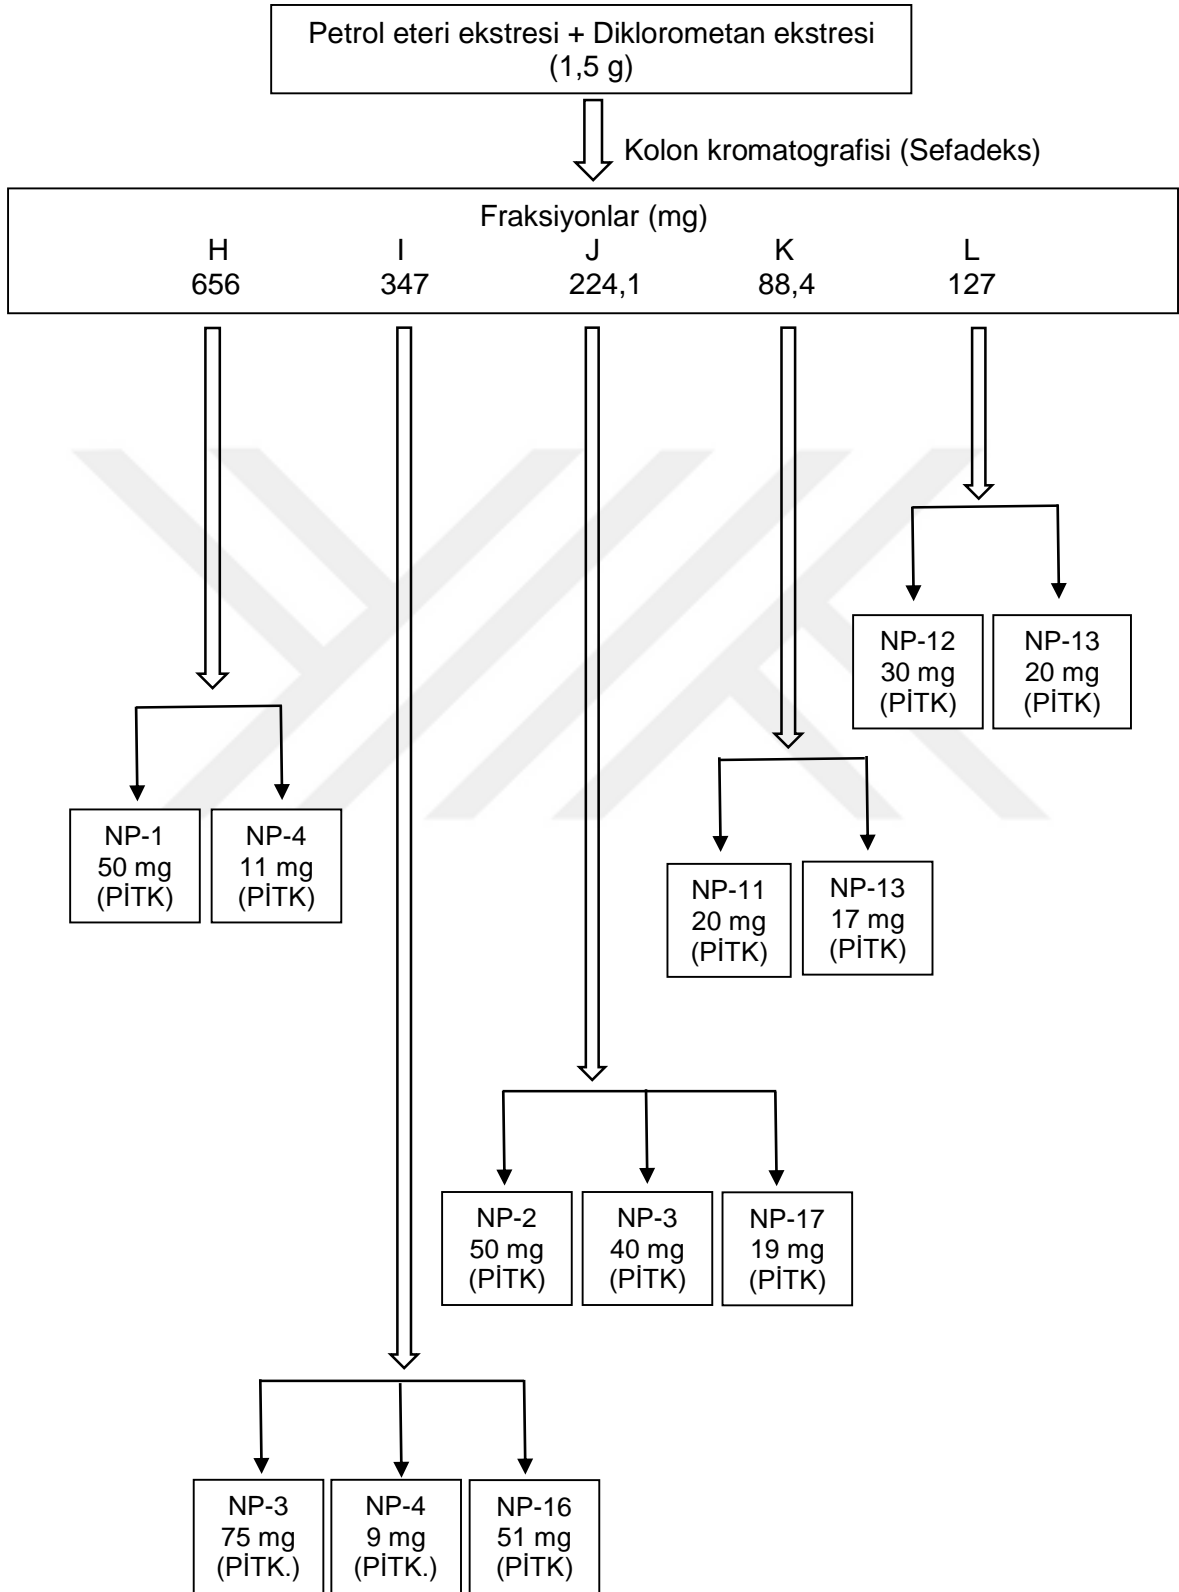 Petrol eteri ekstresi + Diklorometan ekstresi
(1,5 g)
Kolon kromatografisi (Sefadeks)
Fraksiyonlar (mg)
H I J K L
656 347 224,1 88,4 127
NP-12
30 mg
(PİTK)
NP-13
20 mg
(PİTK)
NP-1
50 mg
(PİTK)
NP-4
11 mg
(PİTK)
NP-11
20 mg
(PİTK)
NP-13
17 mg
(PİTK)
NP-2
50 mg
(PİTK)
NP-3
40 mg
(PİTK)
NP-17
19 mg
(PİTK)
NP-3
75 mg
(PİTK.)
NP-4
9 mg
(PİTK.)
NP-16
51 mg
(PİTK)